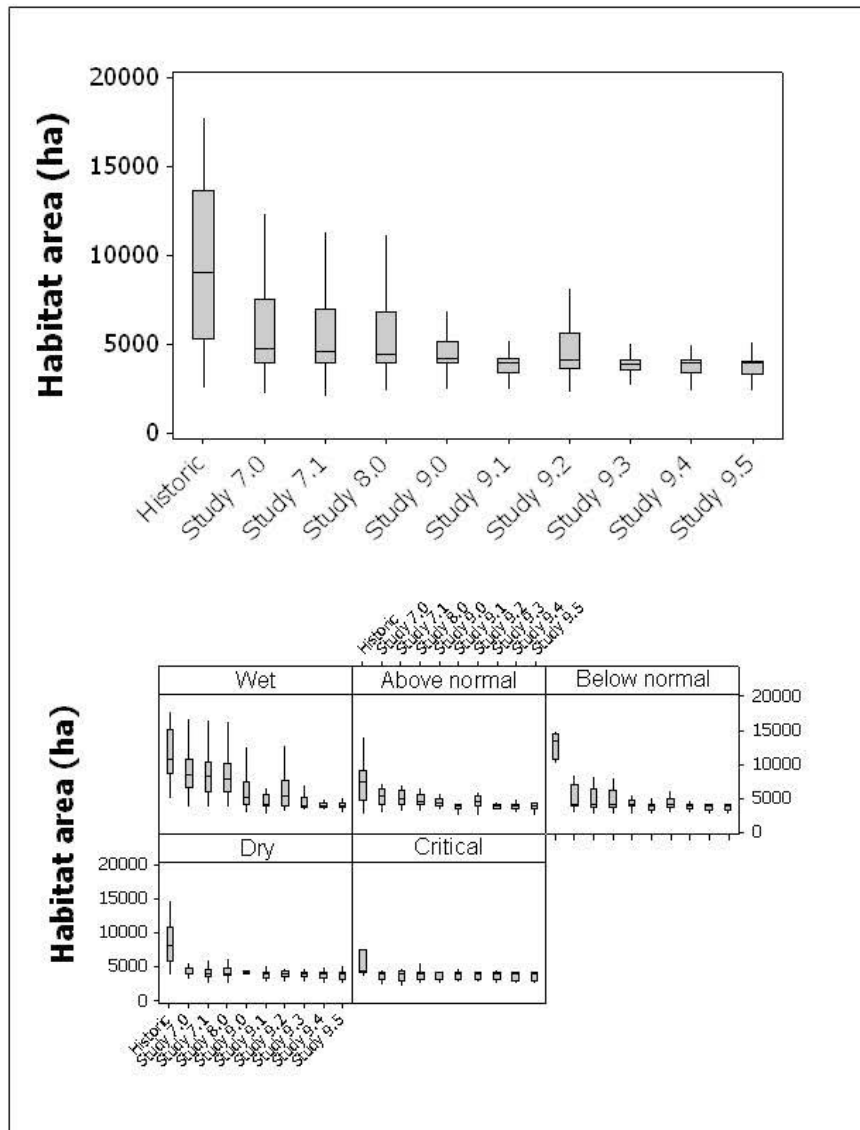 Habitat area (ha)
20000
15000
10000
5000
0
Historic
Study 7.0
Study 7.1
Study 8.0
Study 9.0
Study 9.1
Study 9.2
Study 9.3
Study 9.4
Study 9.5
Historic
Study 7.0
Study 7.1
Study 8.0
Study 9.0
Study 9.1
Study 9.2
Study 9.3
Study 9.4
Study 9.5
Habitat area (ha)
Wet
Above normal
Below normal
20000
15000
10000
5000
0
Dry
Critical
20000
15000
10000
5000
0
Historic
Study 7.0
Study 7.1
Study 8.0
Study 9.0
Study 9.1
Study 9.2
Study 9.3
Study 9.4
Study 9.5